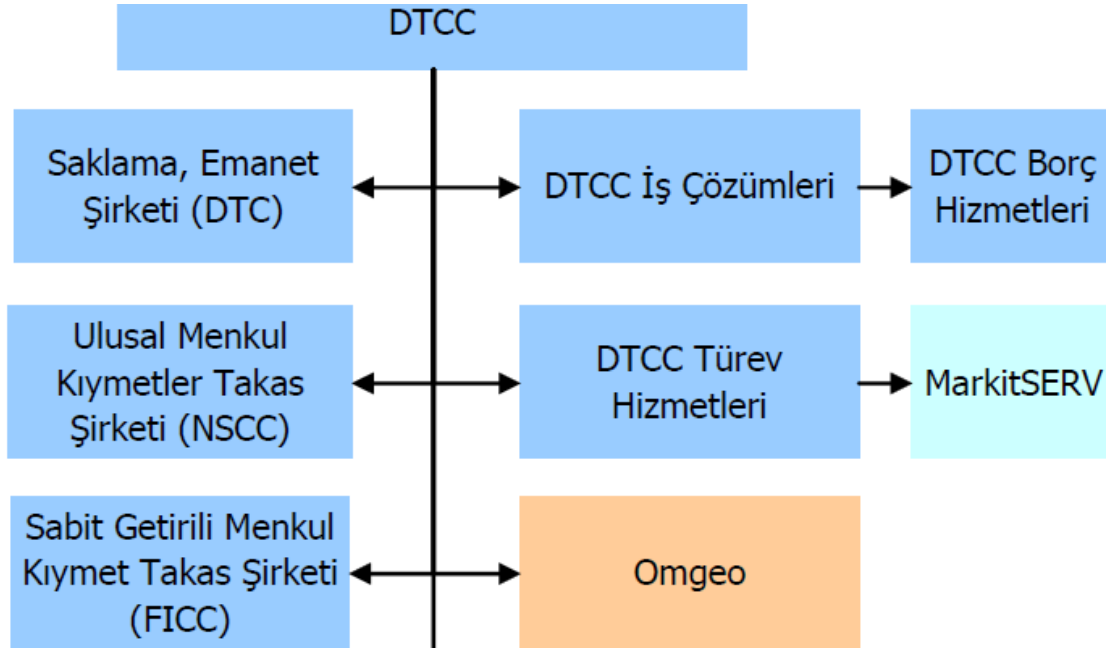 DTCC
Saklama, Emanet
Şirketi (DTC)
DTCC İş Çözümleri
DTCC Borç
Hizmetleri
Ulusal Menkul
Kıymetler Takas
Şirketi (NSCC)
DTCC Türev
Hizmetleri
MarkitSERV
Sabit Getirili Menkul
Kıymet Takas Şirketi
(FICC)
Omgeo